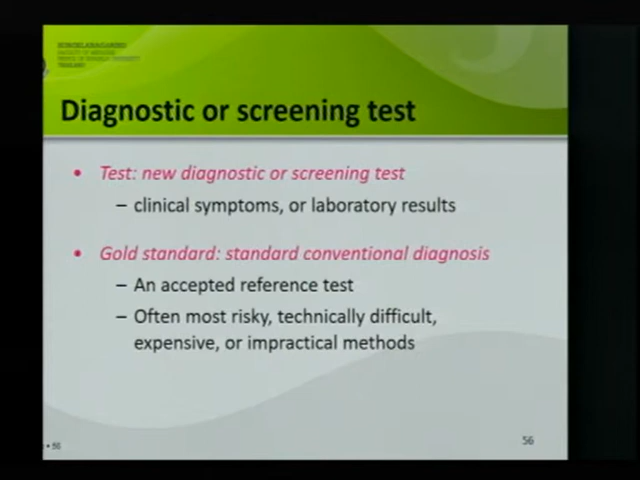 Diagnostic or screening test
• Test: new diagnostic or screening test
– clinical symptoms, or laboratory results
• Gold standard: standard conventional diagnosis
– An accepted reference test
– Often most risky, technically difficult,
expensive, or impractical methods
• 56
56